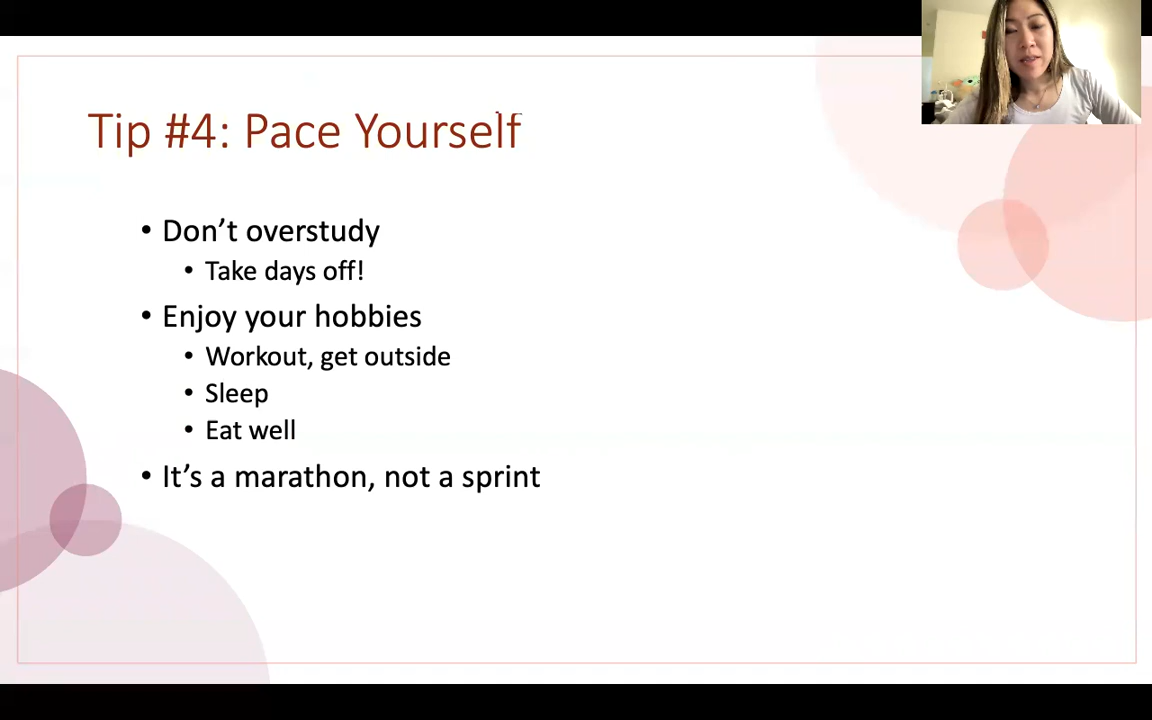 Tip #4: Pace Yourself
• Don’t overstudy
• Take days off!
• Enjoy your hobbies
• Workout, get outside
• Sleep
• Eat well
• It’s a marathon, not a sprint